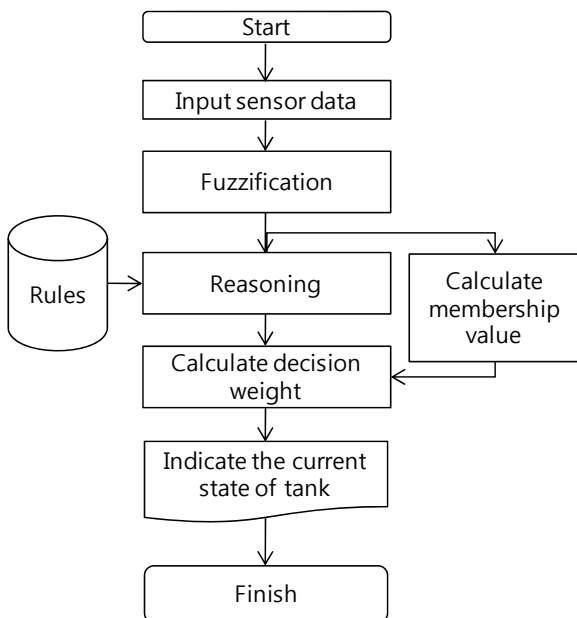 Start
Input sensor data
Fuzzification
Rules
Reasoning
Calculate
membership
value
Calculate decision
weight
Indicate the current
state of tank
Finish